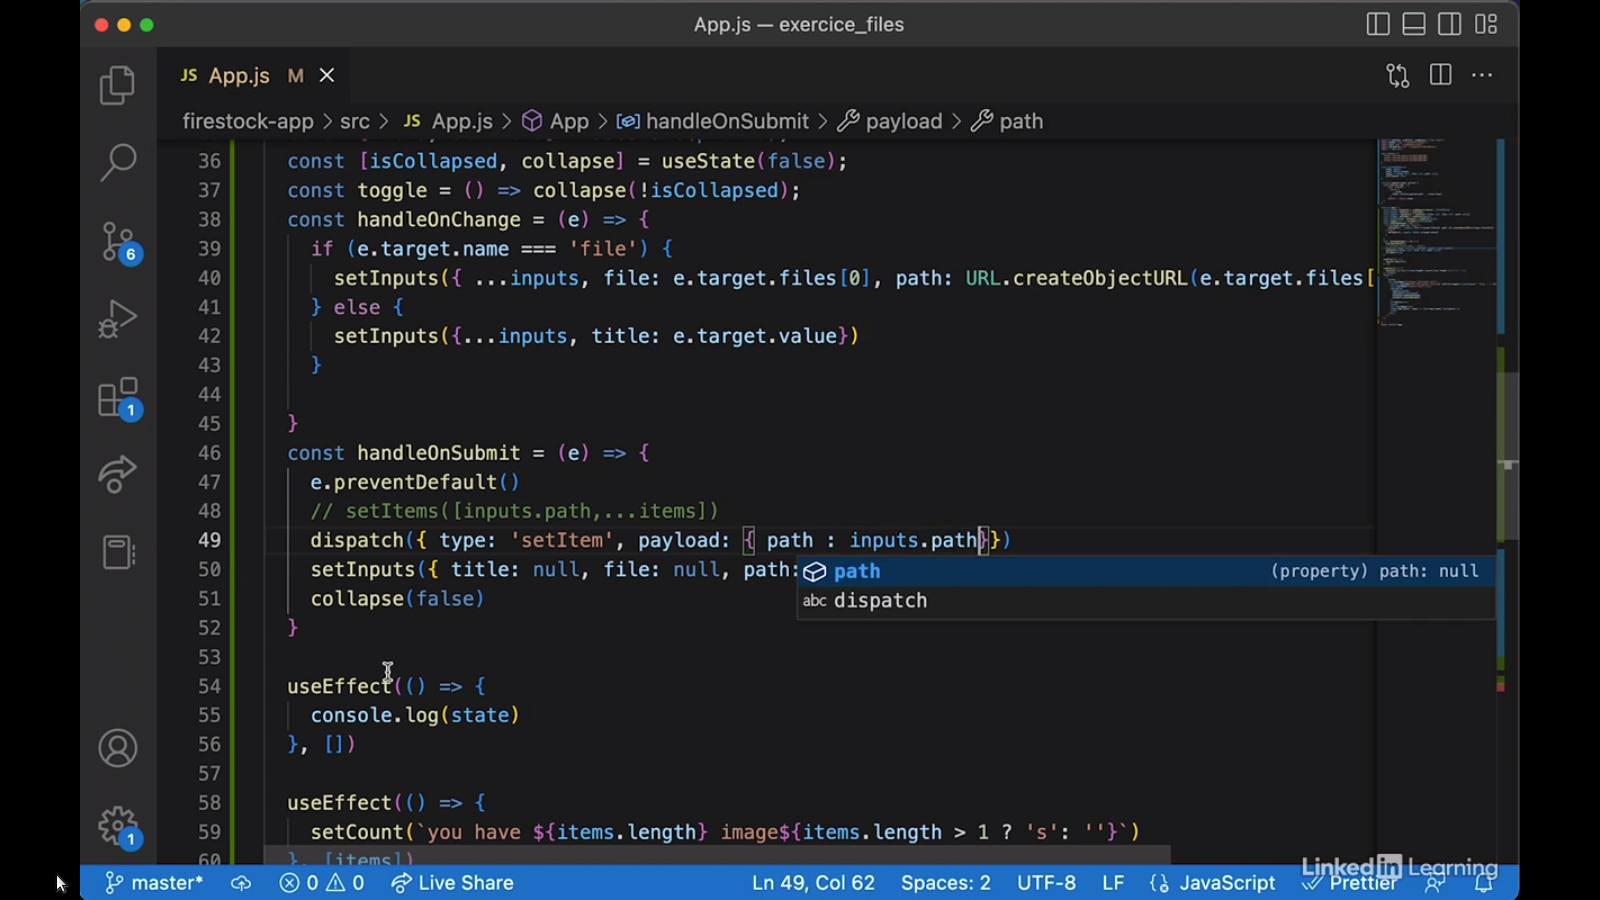 App.js — exercice_files
JS App.js M
firestock-app > src > JS App.js > App > handleOnSubmit > payload > path
36 const [isCollapsed, collapse] = useState(false);
37 const toggle = () => collapse(!isCollapsed);
38 const handleOnChange = (e) => {
39 if (e.target.name === 'file') {
40 setInputs({ ...inputs, file: e.target.files[0], path: URL.createObjectURL(e.target.files[
41 } else {
42 setInputs({...inputs, title: e.target.value})
43 }
44
45 }
46 const handleOnSubmit = (e) => {
47 e.preventDefault()
48 // setItems([inputs.path,...items])
49 dispatch({ type: 'setItem', payload: { path : inputs.path}})
50 setInputs({ title: null, file: null, path:
path (property) path: null
51 collapse(false)
abc dispatch
52 }
53
54 useEffect(() => {
55 console.log(state)
56 }, [])
57
58 useEffect(() => {
59 setCount(`you have ${items.length} image${items.length > 1 ? 's': ''}`)
60 }, [items])
6
1
1
LinkedIn Learning
master* 0 0 Live Share Ln 49, Col 62 Spaces: 2 UTF-8 LF {} JavaScript Prettier